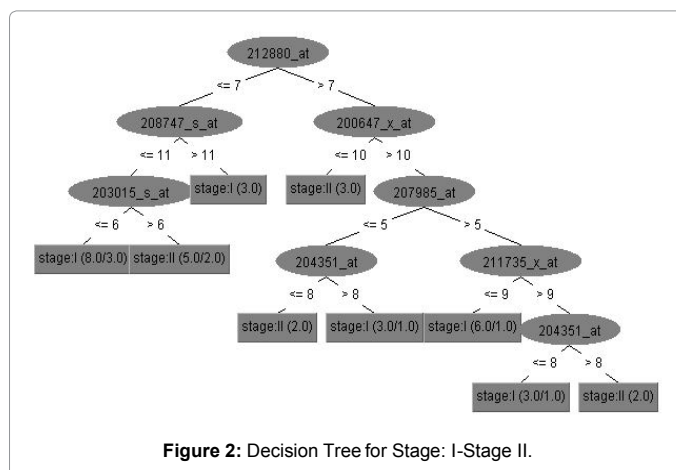 212880_at
<= 7 > 7
208747_s_at 200647_x_at
<= 11 > 11 <= 10 > 10
203015_s_at stage:I (3.0) stage:II (3.0) 207985_at
<= 6 > 6 <= 5 > 5
stage:I (8.0/3.0) stage:II (5.0/2.0) 204351_at 211735_x_at
<= 8 > 8 <= 9 > 9
stage:II (2.0) stage:I (3.0/1.0) stage:I (6.0/1.0) 204351_at
<= 8 > 8
stage:I (3.0/1.0) stage:II (2.0)
Figure 2: Decision Tree for Stage: I-Stage II.